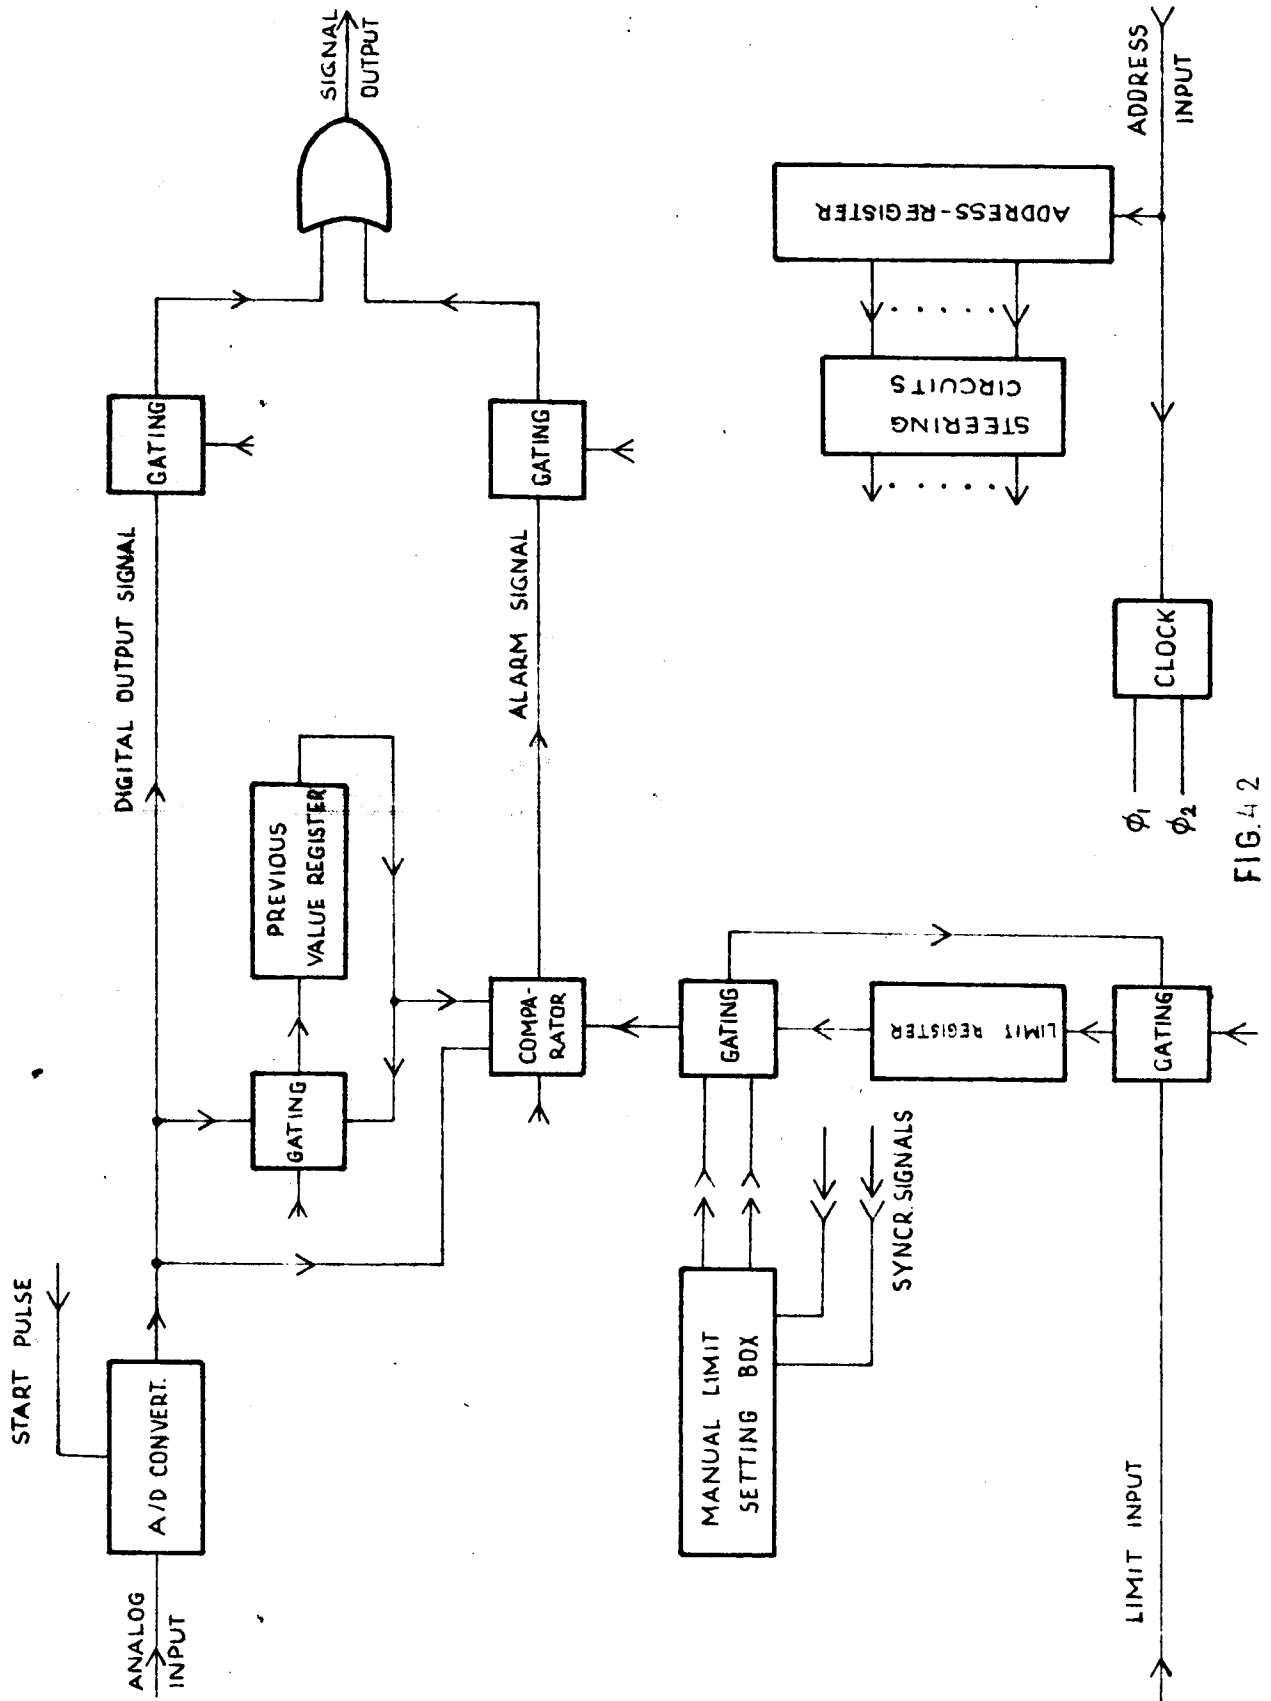 START PULSE
ANALOG
INPUT
A/D CONVERT.
DIGITAL OUTPUT SIGNAL
GATING
SIGNAL
OUTPUT
GATING
PREVIOUS
VALUE REGISTER
COMPA-
RATOR
ALARM SIGNAL
GATING
MANUAL LIMIT
SETTING BOX
SYNCR. SIGNALS
GATING
LIMIT REGISTER
GATING
LIMIT INPUT
STEERING
CIRCUITS
ADDRESS-REGISTER
ADDRESS
INPUT
CLOCK
ϕ1
ϕ2
FIG. 4 2